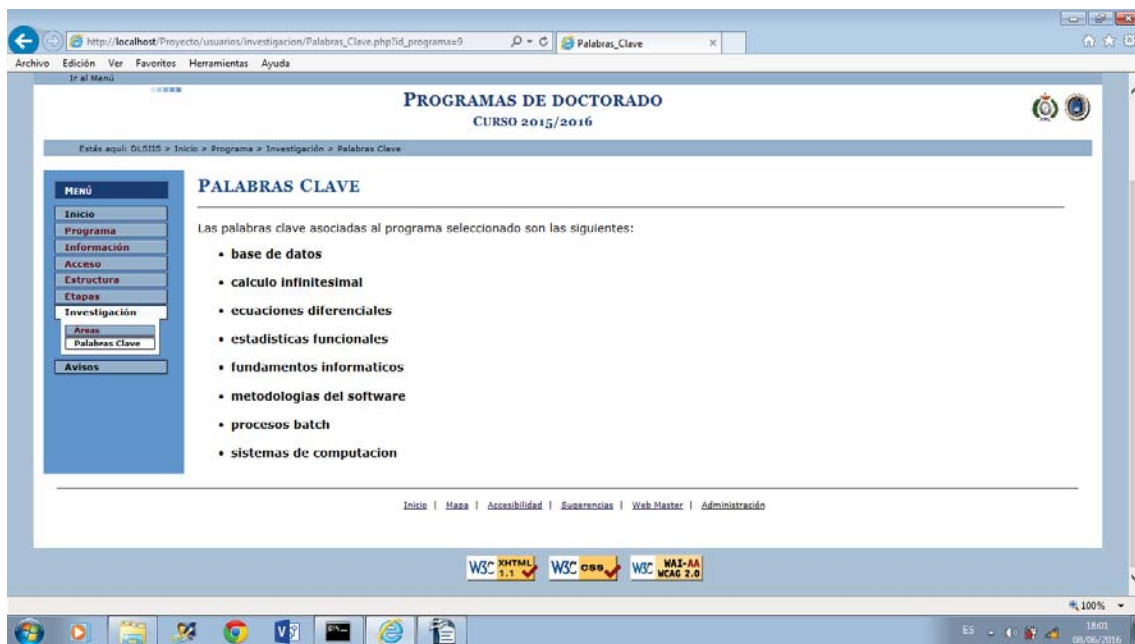 http://localhost/Proyecto/usuarios/investigacion/Palabras_Clave.php?id_programa=9
Palabras_Clave
Archivo Edición Ver Favoritos Herramientas Ayuda
Ir al Menú
PROGRAMAS DE DOCTORADO
CURSO 2015/2016
Estás aquí: DLSIIS > Inicio > Programa > Investigación > Palabras Clave
MENÚ
Inicio
Programa
Información
Acceso
Estructura
Etapas
Investigación
Areas
Palabras Clave
Avisos
PALABRAS CLAVE
Las palabras clave asociadas al programa seleccionado son las siguientes:
• base de datos
• calculo infinitesimal
• ecuaciones diferenciales
• estadisticas funcionales
• fundamentos informaticos
• metodologias del software
• procesos batch
• sistemas de computacion
Inicio | Mapa | Accesibilidad | Sugerencias | Web Master | Administración
W3C XHTML 1.1
W3C css
W3C WAI-AA WCAG 2.0
100%
ES
18:01
08/06/2016